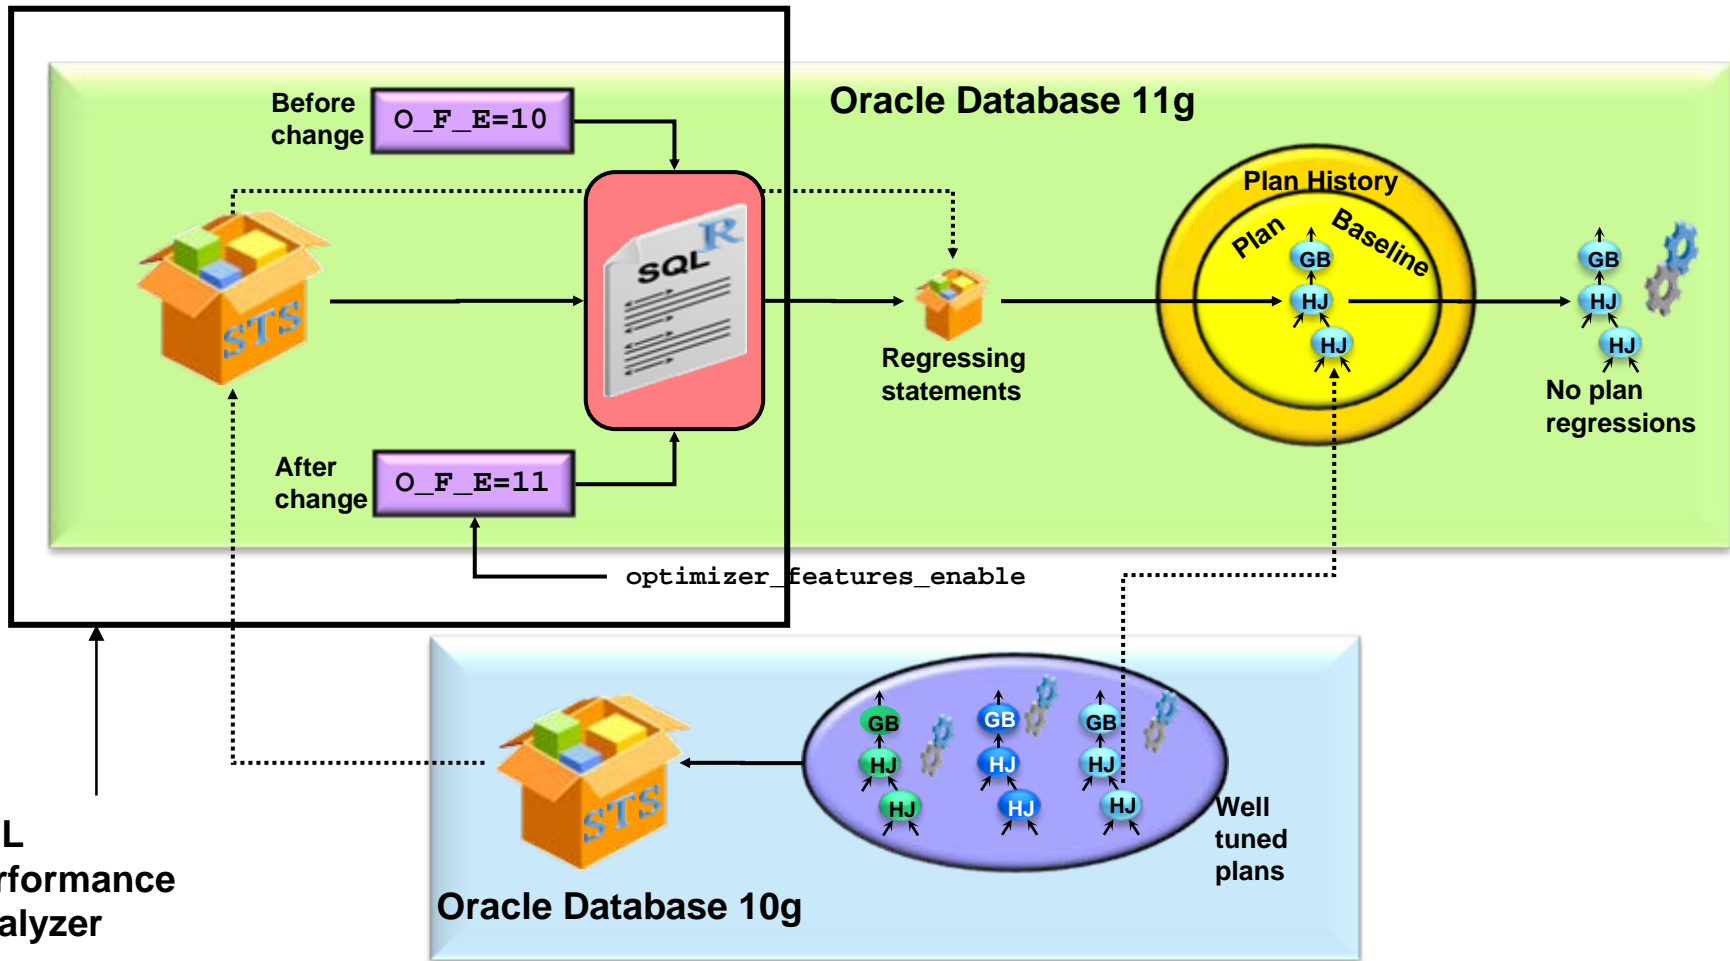 Oracle Database 11g
Before
change
O_F_E=10
Plan History
Plan Baseline
GB
HJ
HJ
GB
HJ
HJ
R
SQL
STS
Regressing
statements
No plan
regressions
After
change
O_F_E=11
optimizer_features_enable
GB
HJ
HJ
GB
HJ
HJ
GB
HJ
HJ
STS
Well
tuned
plans
L
rformance
alyzer
Oracle Database 10g